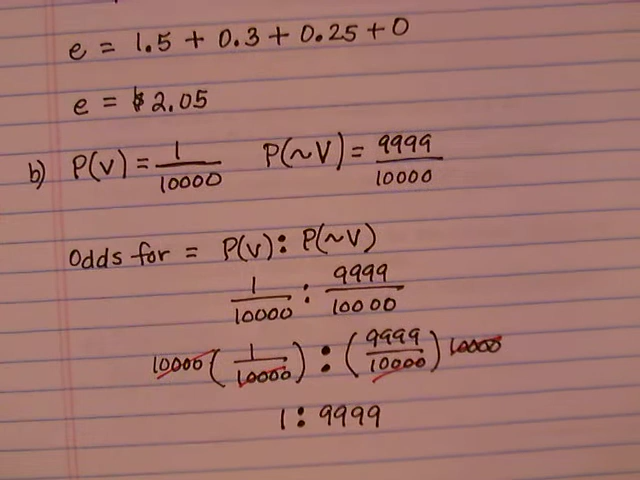 e = 1.5 + 0.3 + 0.25 + 0
e = $2.05
b) P(V) = 1/10000 P(~V) = 9999/10000
Odds for = P(V) : P(~V)
1/10000 : 9999/10000
10000 (1/10000) : (9999/10000) 10000
1 : 9999